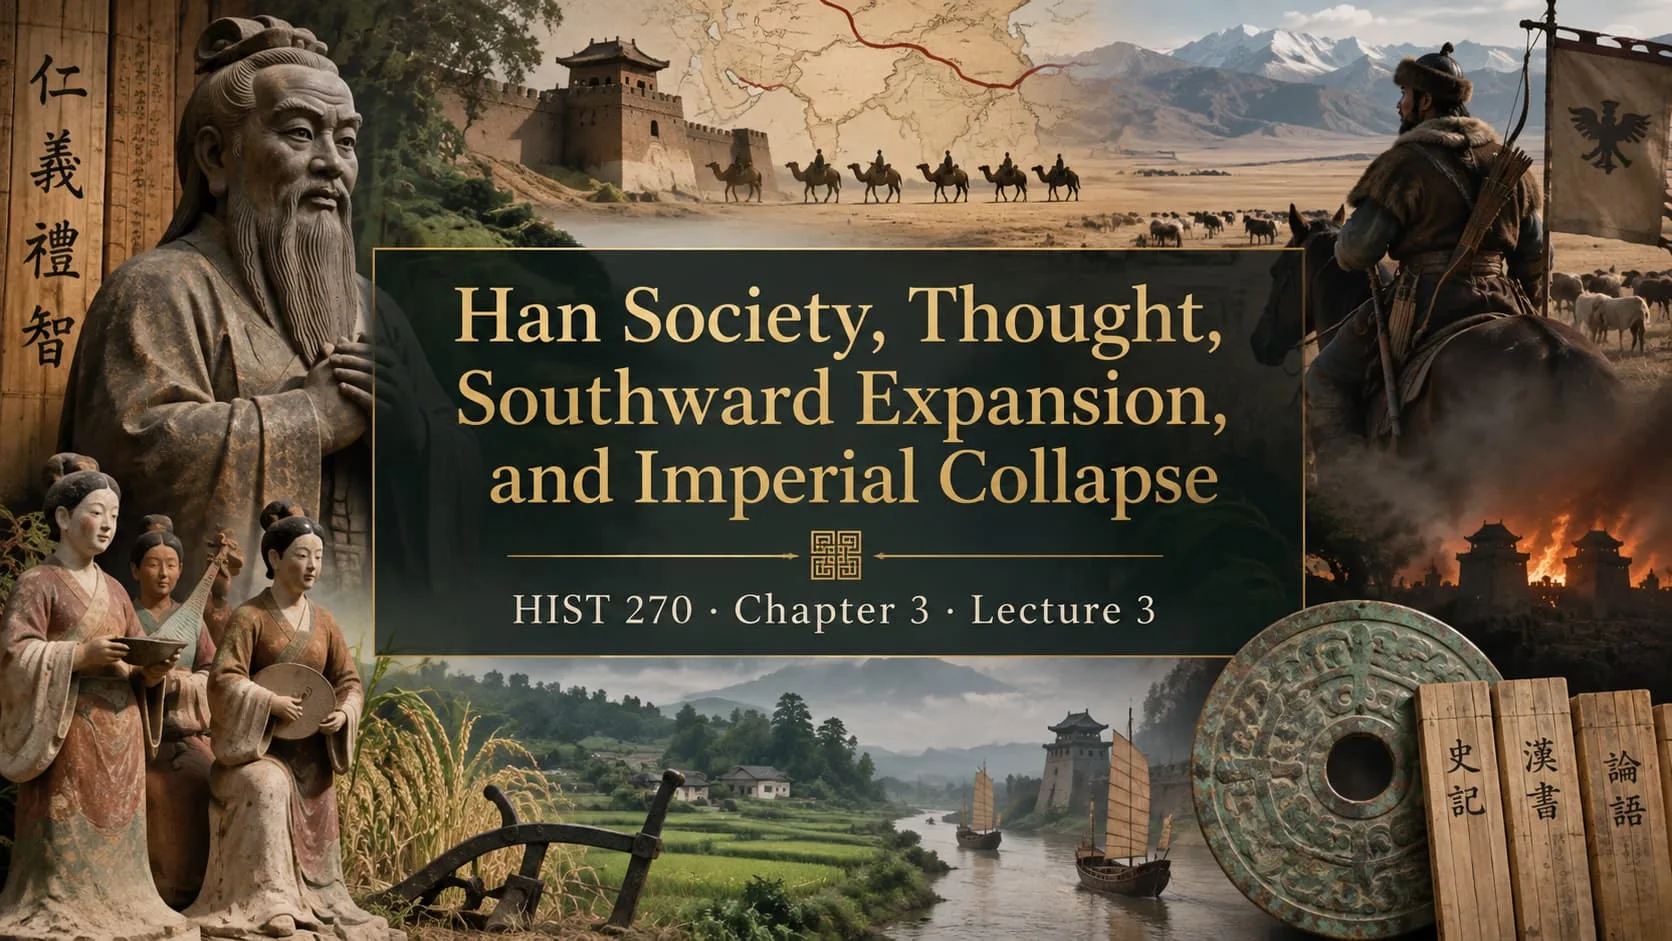 仁義禮智
Han Society, Thought,
Southward Expansion,
and Imperial Collapse
HIST 270 · Chapter 3 · Lecture 3
史記
漢書
論語